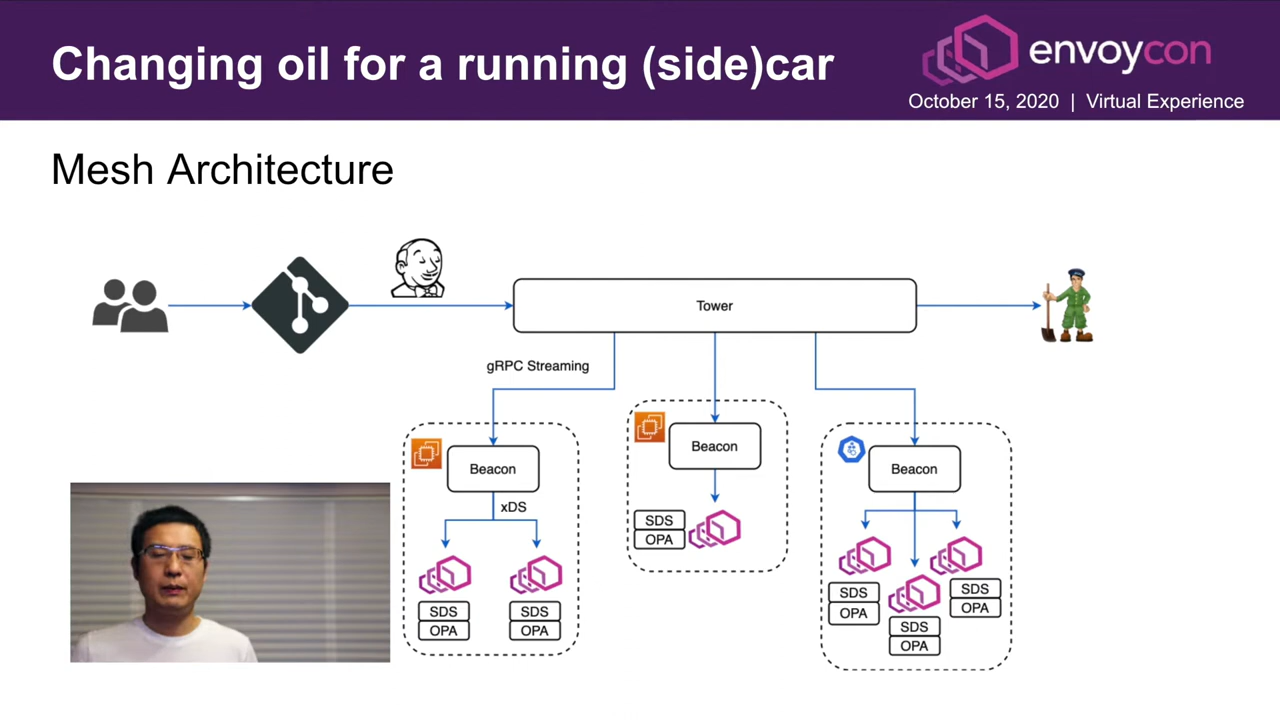 Changing oil for a running (side)car
envoycon
October 15, 2020 | Virtual Experience
Mesh Architecture
Tower
gRPC Streaming
Beacon
xDS
SDS
OPA
SDS
OPA
Beacon
SDS
OPA
Beacon
SDS
OPA
SDS
OPA
SDS
OPA